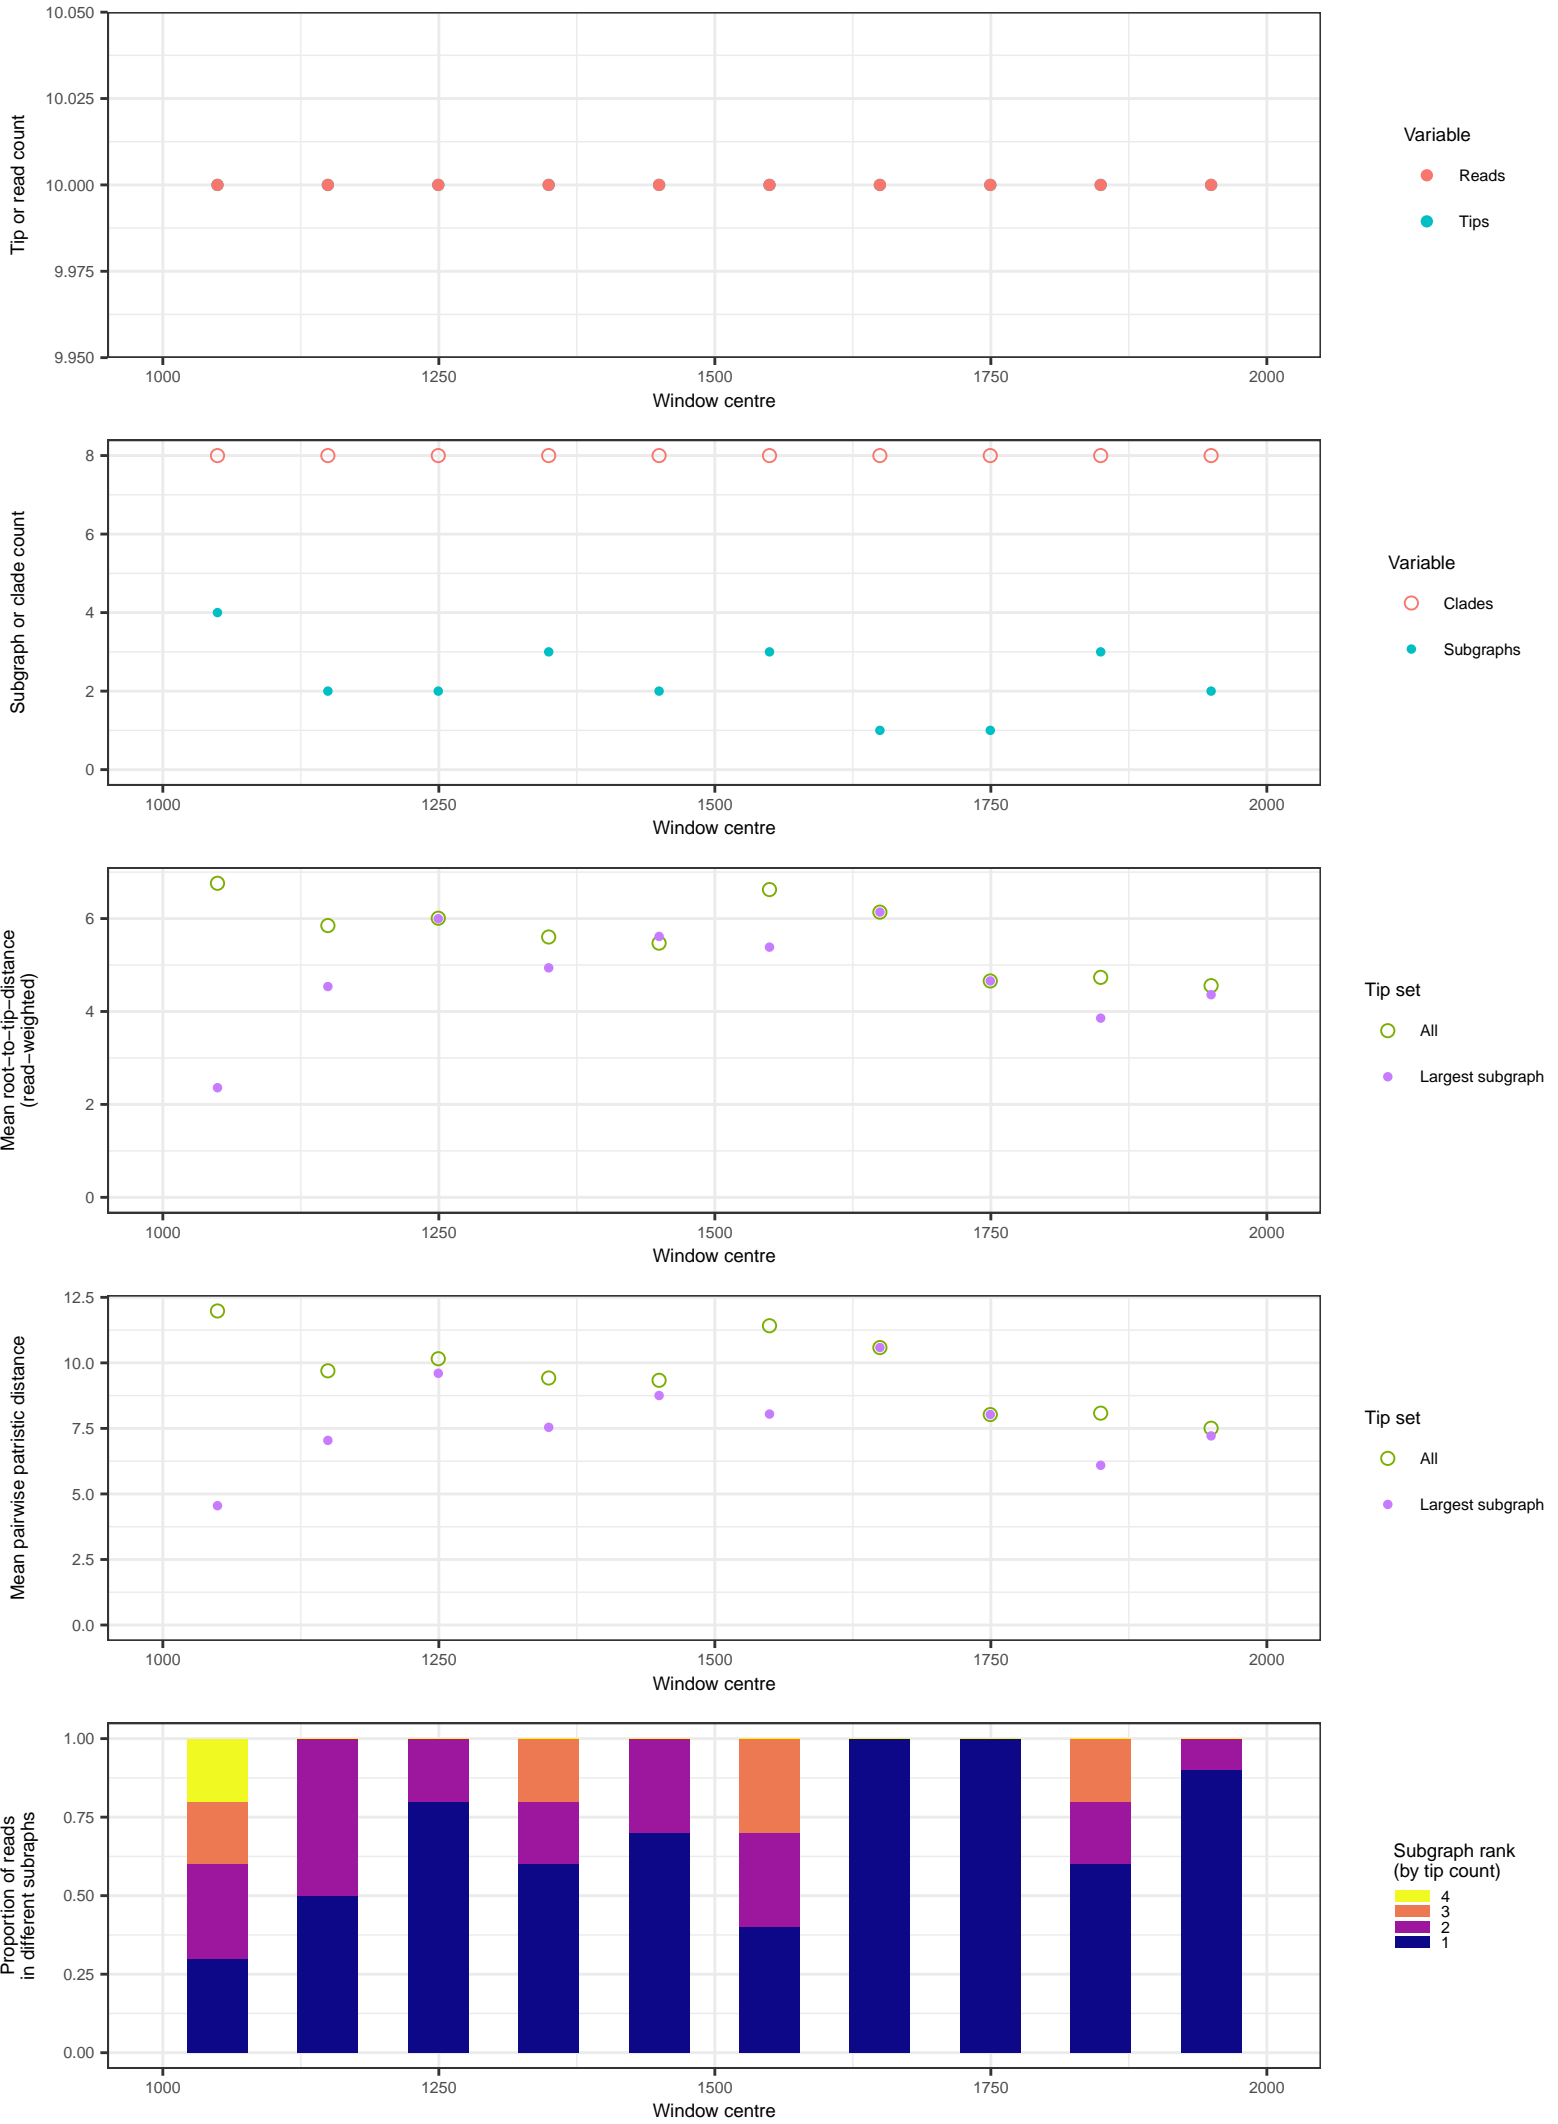 10.050
10.025
10.000
9.975
9.950
Tip or read count
1000 1250 1500 1750 2000
Window centre
Variable
Reads
Tips
8
6
4
2
0
Subgraph or clade count
1000 1250 1500 1750 2000
Window centre
Variable
Clades
Subgraphs
6
4
2
0
Mean root−to−tip−distance
(read−weighted)
1000 1250 1500 1750 2000
Window centre
Tip set
All
Largest subgraph
12.5
10.0
7.5
5.0
2.5
0.0
Mean pairwise patristic distance
1000 1250 1500 1750 2000
Window centre
Tip set
All
Largest subgraph
1.00
0.75
0.50
0.25
0.00
Proportion of reads
in different subraphs
1000 1250 1500 1750 2000
Window centre
Subgraph rank
(by tip count)
4
3
2
1